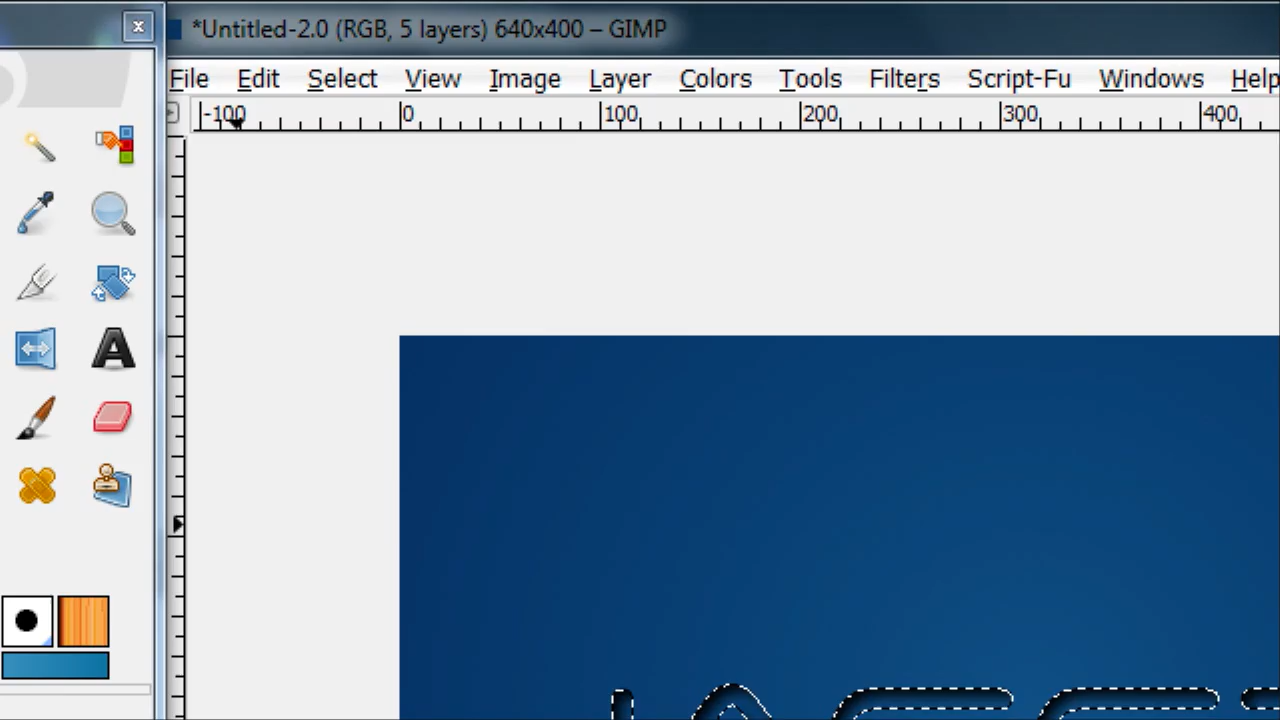 *Untitled-2.0 (RGB, 5 layers) 640x400 – GIMP
File Edit Select View Image Layer Colors Tools Filters Script-Fu Windows Help
-100 0 100 200 300 400